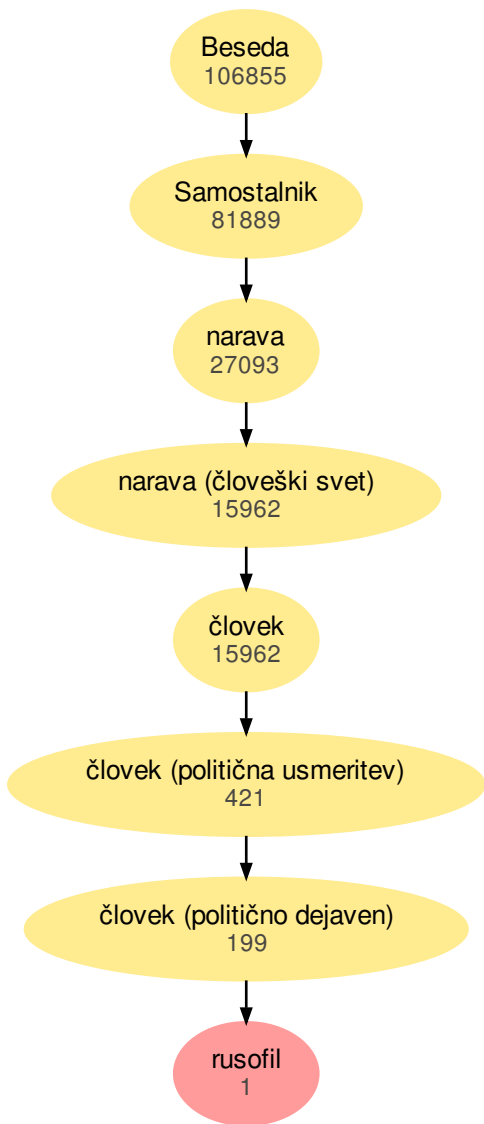 Beseda
106855
Samostalnik
81889
narava
27093
narava (človeški svet)
15962
človek
15962
človek (politična usmeritev)
421
človek (politično dejaven)
199
rusofil
1